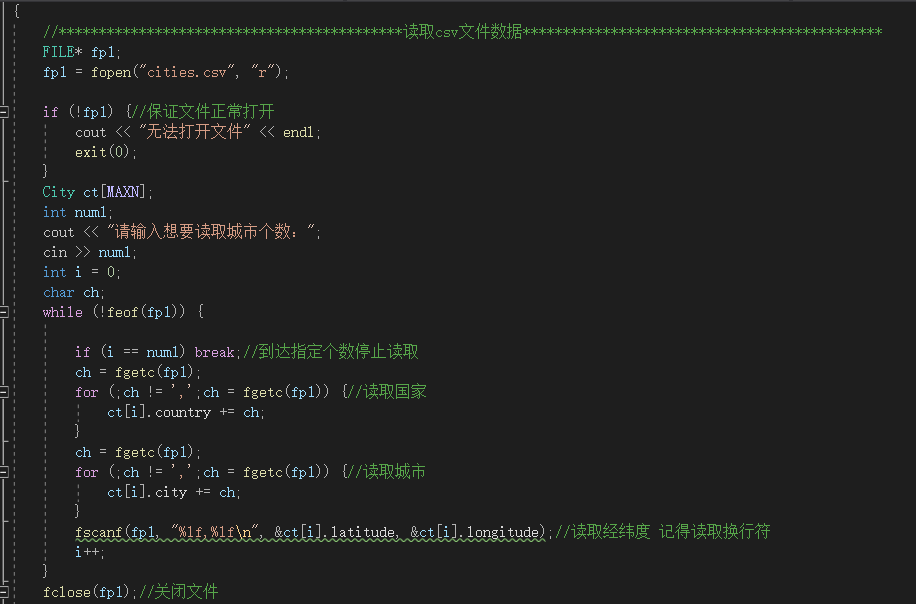 {
//*******************************************读取csv文件数据*********************************************
FILE* fp1;
fp1 = fopen("cities.csv", "r");
if (!fp1) {//保证文件正常打开
cout << "无法打开文件" << endl;
exit(0);
}
City ct[MAXN];
int num1;
cout << "请输入想要读取城市个数：";
cin >> num1;
int i = 0;
char ch;
while (!feof(fp1)) {
if (i == num1) break;//到达指定个数停止读取
ch = fgetc(fp1);
for (;ch != ',';ch = fgetc(fp1)) {//读取国家
ct[i].country += ch;
}
ch = fgetc(fp1);
for (;ch != ',';ch = fgetc(fp1)) {//读取城市
ct[i].city += ch;
}
fscanf(fp1, "%lf,%lf\n", &ct[i].latitude, &ct[i].longitude);//读取经纬度 记得读取换行符
i++;
}
fclose(fp1);//关闭文件